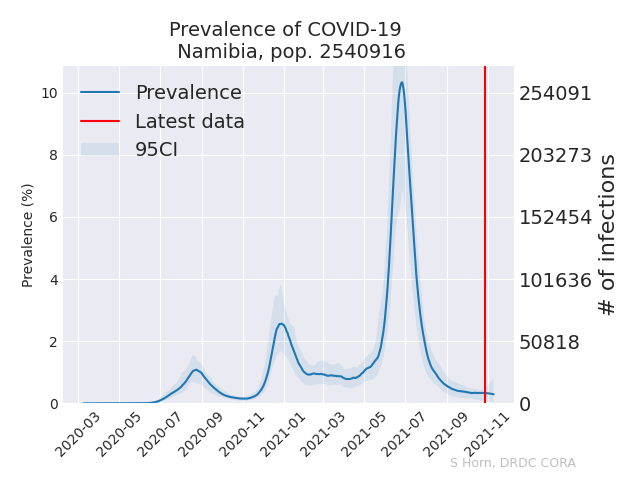 Prevalence of COVID-19
Namibia, pop. 2540916
Prevalence
Latest data
95CI
10
8
6
4
2
0
Prevalence (%)
254091
203273
152454
101636
50818
0
# of infections
2020-03
2020-05
2020-07
2020-09
2020-11
2021-01
2021-03
2021-05
2021-07
2021-09
2021-11
S Horn, DRDC CORA